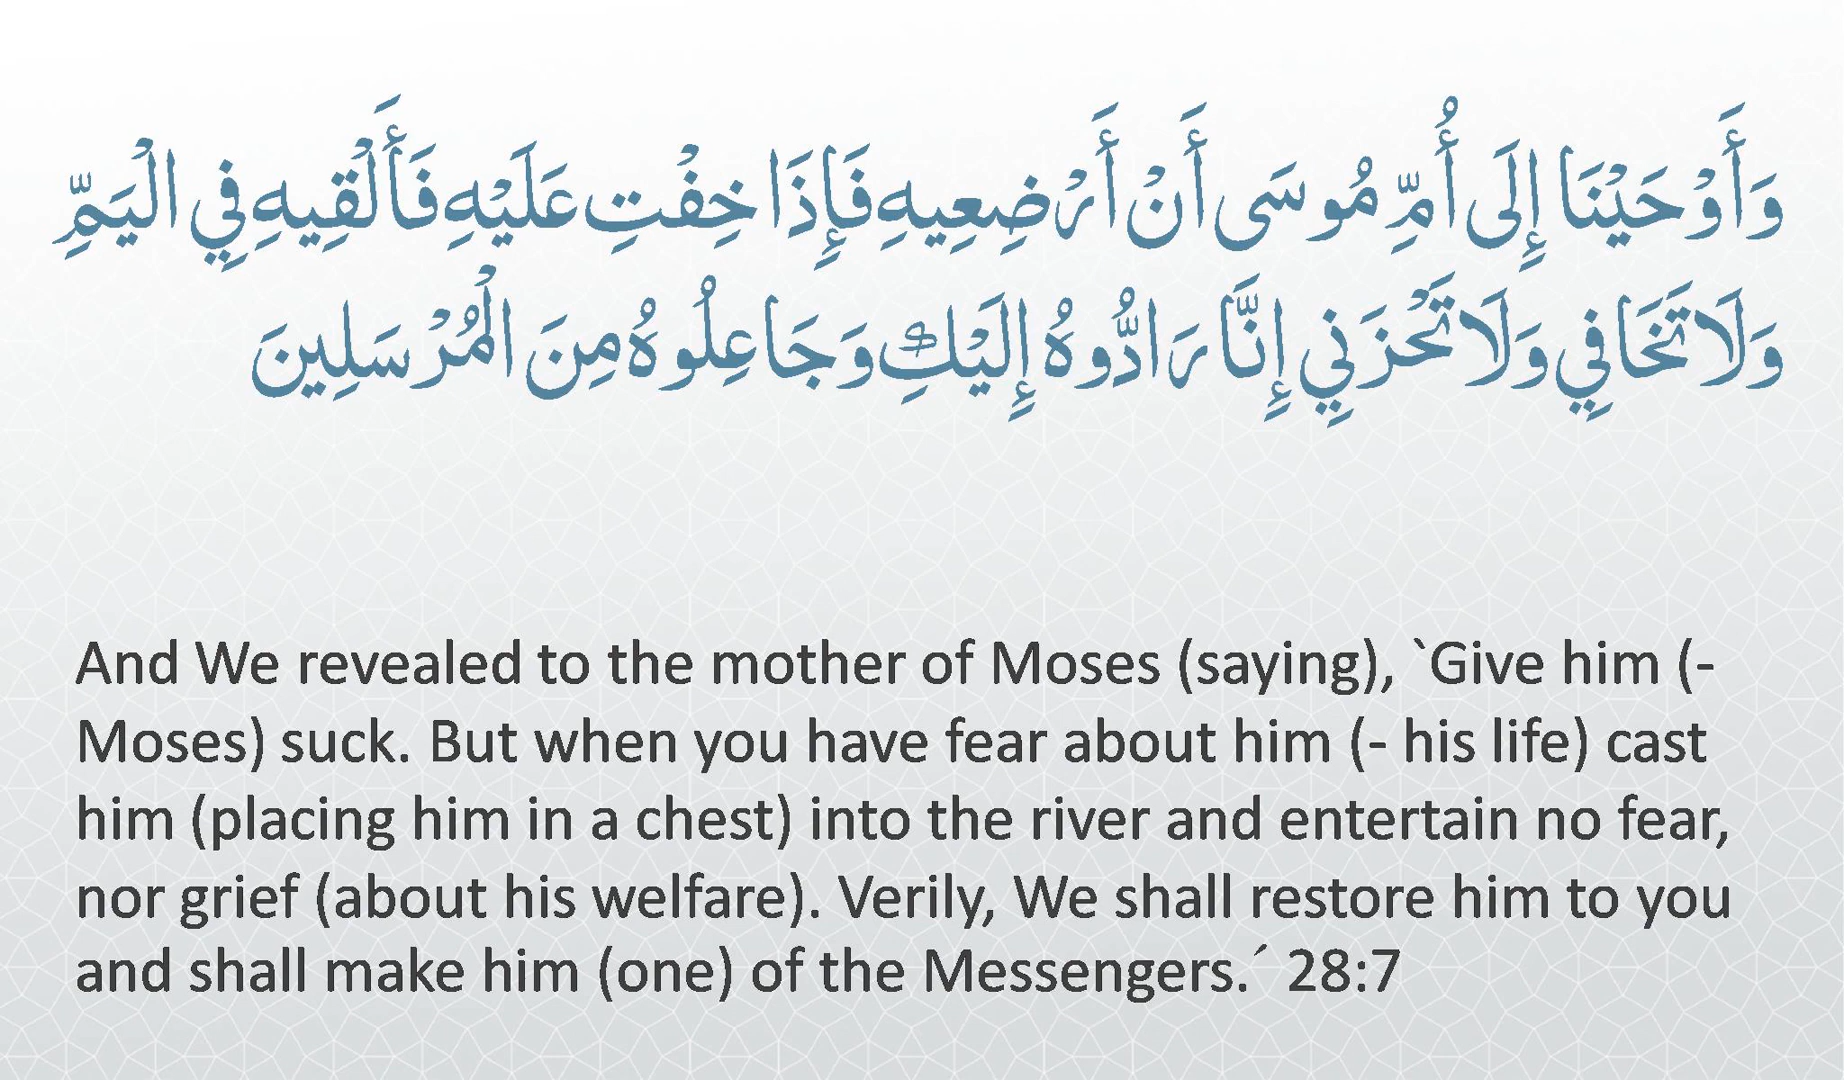 وَأَوْحَيْنَا إِلَى أُمِّ مُوسَى أَنْ أَرْضِعِيهِ فَإِذَا خِفْتِ عَلَيْهِ فَأَلْقِيهِ فِي الْيَمِّ
وَلَا تَخَافِي وَلَا تَحْزَنِي إِنَّا رَادُّوهُ إِلَيْكِ وَجَاعِلُوهُ مِنَ الْمُرْسَلِينَ
And We revealed to the mother of Moses (saying), `Give him (-
Moses) suck. But when you have fear about him (- his life) cast
him (placing him in a chest) into the river and entertain no fear,
nor grief (about his welfare). Verily, We shall restore him to you
and shall make him (one) of the Messengers.´ 28:7